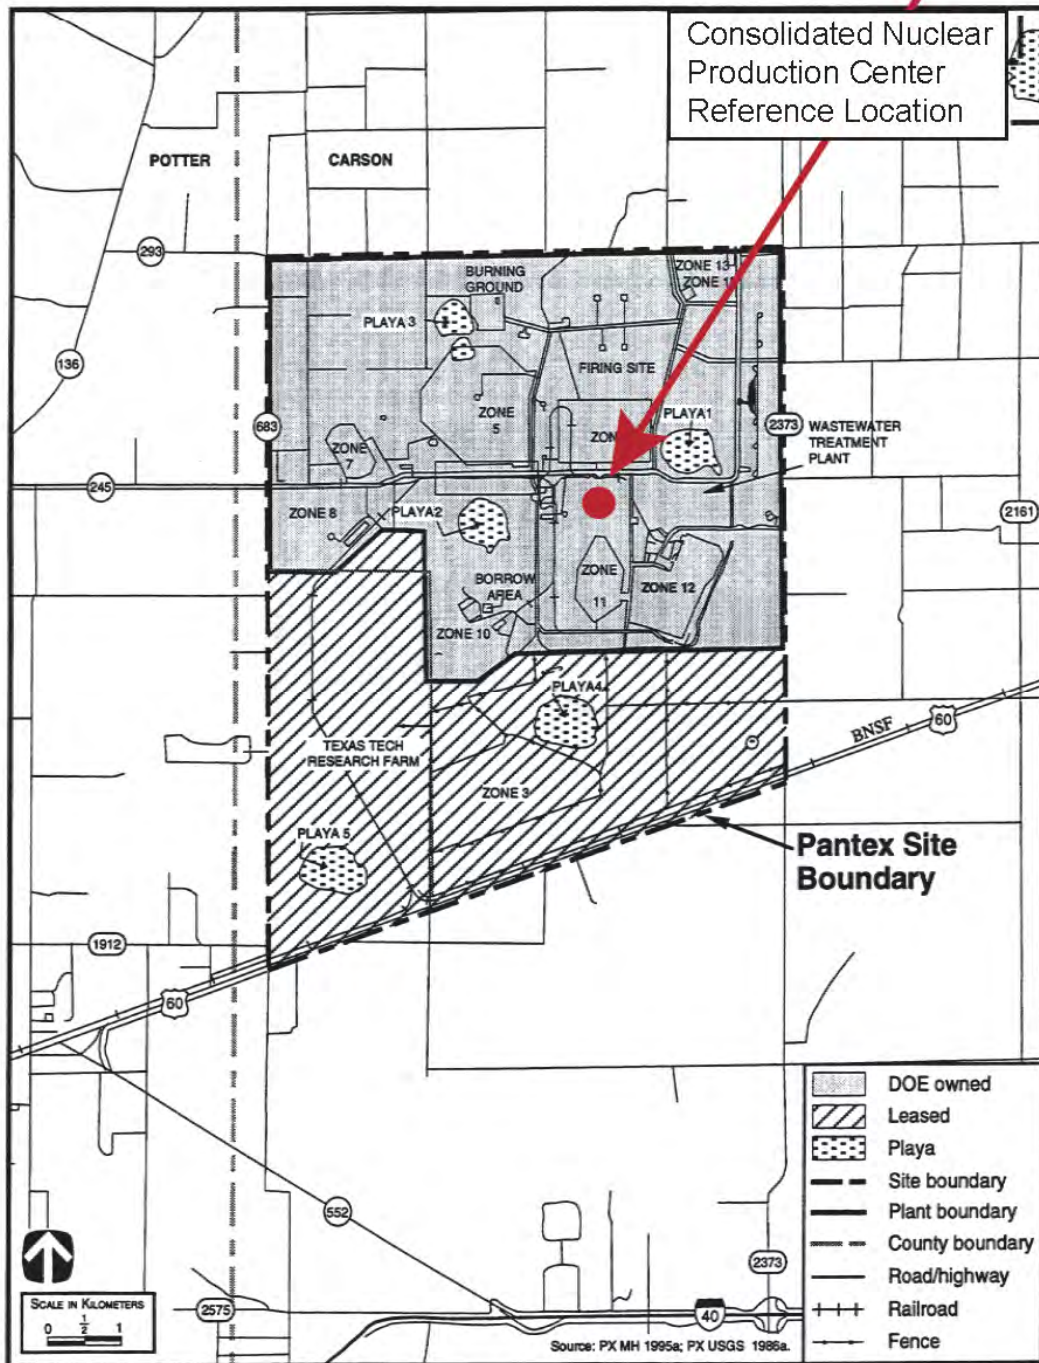 Consolidated Nuclear
Production Center
Reference Location
POTTER
CARSON
293
BURNING
GROUND
ZONE 13
ZONE
PLAYA 3
136
FIRING SITE
683
ZONE
5
ZONE
PLAYA1
2373
WASTEWATER
TREATMENT
PLANT
ZONE
7
245
ZONE 8
PLAYA2
2161
BORROW
AREA
ZONE
11
ZONE 12
ZONE 10
PLAYA4
BNSF
60
TEXAS TECH
RESEARCH FARM
ZONE 3
PLAYA 5
Pantex Site
Boundary
1912
60
552
2373
2575
40
DOE owned
Leased
Playa
Site boundary
Plant boundary
County boundary
Road/highway
Railroad
Fence
SCALE IN KILOMETERS
0 1/2 1
Source: PX MH 1995a; PX USGS 1986a.